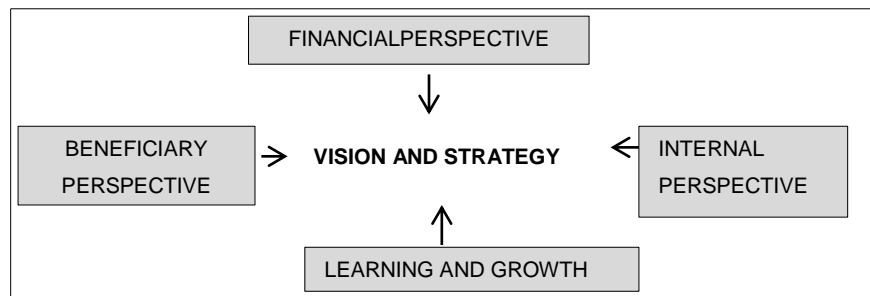 FINANCIALPERSPECTIVE
BENEFICIARY
PERSPECTIVE
VISION AND STRATEGY
INTERNAL
PERSPECTIVE
LEARNING AND GROWTH